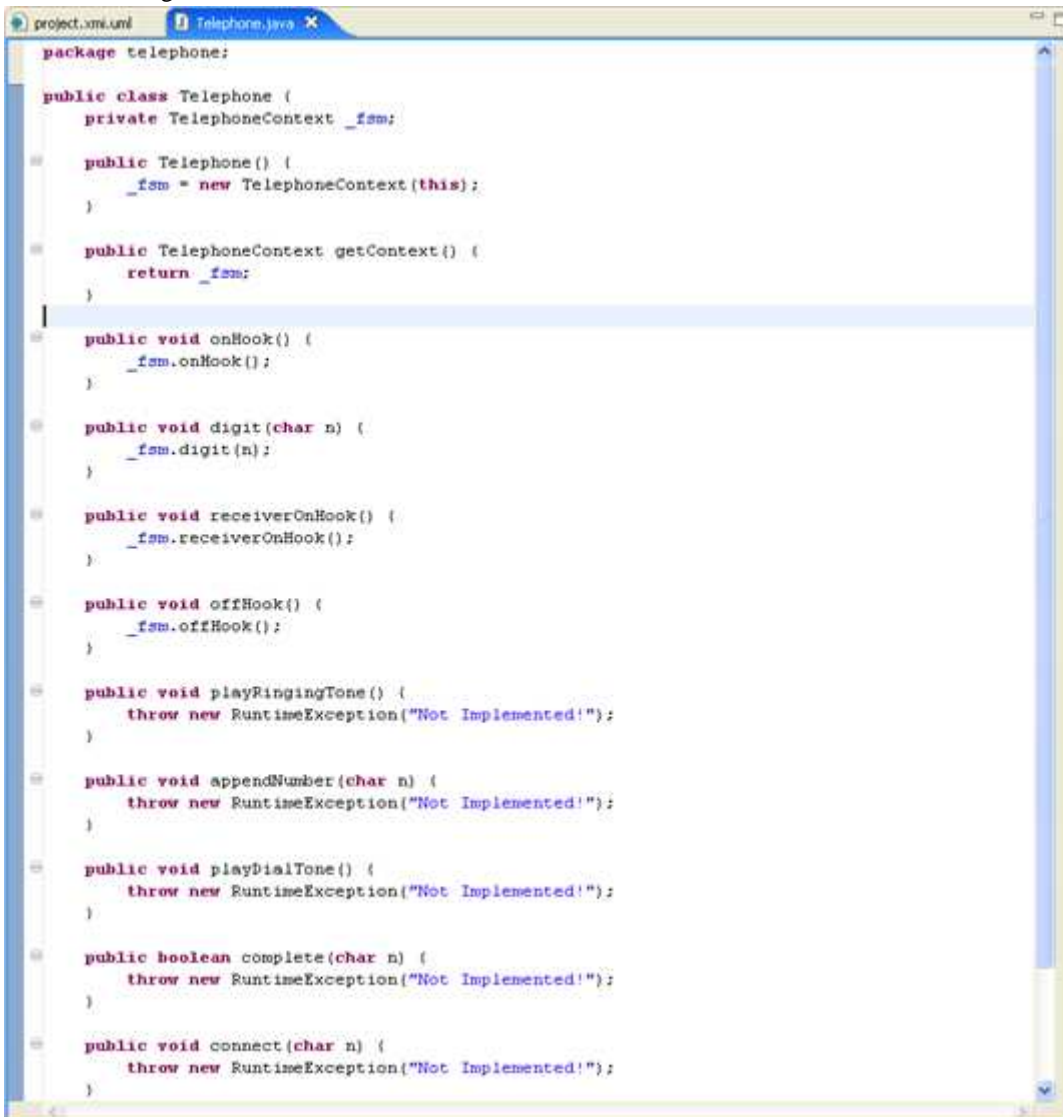 project.xmi.uml Telephone.java
package telephone;
public class Telephone {
private TelephoneContext _fsm;
public Telephone() {
_fsm = new TelephoneContext(this);
}
public TelephoneContext getContext() {
return _fsm;
}
public void onHook() {
_fsm.onHook();
}
public void digit(char n) {
_fsm.digit(n);
}
public void receiverOnHook() {
_fsm.receiverOnHook();
}
public void offHook() {
_fsm.offHook();
}
public void playRingingTone() {
throw new RuntimeException("Not Implemented!");
}
public void appendNumber(char n) {
throw new RuntimeException("Not Implemented!");
}
public void playDialTone() {
throw new RuntimeException("Not Implemented!");
}
public boolean complete(char n) {
throw new RuntimeException("Not Implemented!");
}
public void connect(char n) {
throw new RuntimeException("Not Implemented!");
}